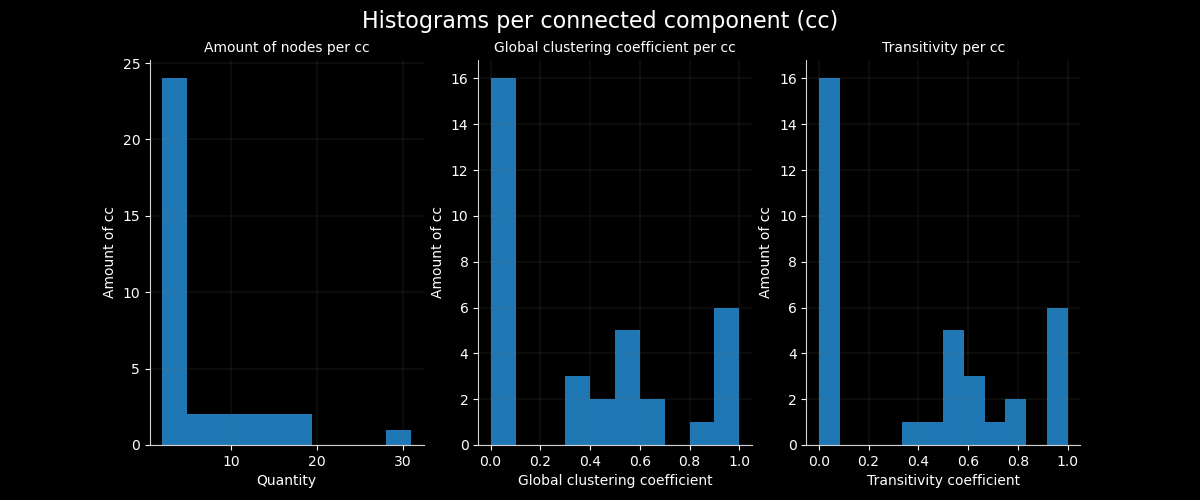 Histograms per connected component (cc)
Amount of nodes per cc
Amount of cc
25
20
15
10
5
0
10 20 30
Quantity
Global clustering coefficient per cc
Amount of cc
16
14
12
10
8
6
4
2
0
0.0 0.2 0.4 0.6 0.8 1.0
Global clustering coefficient
Transitivity per cc
Amount of cc
16
14
12
10
8
6
4
2
0
0.0 0.2 0.4 0.6 0.8 1.0
Transitivity coefficient